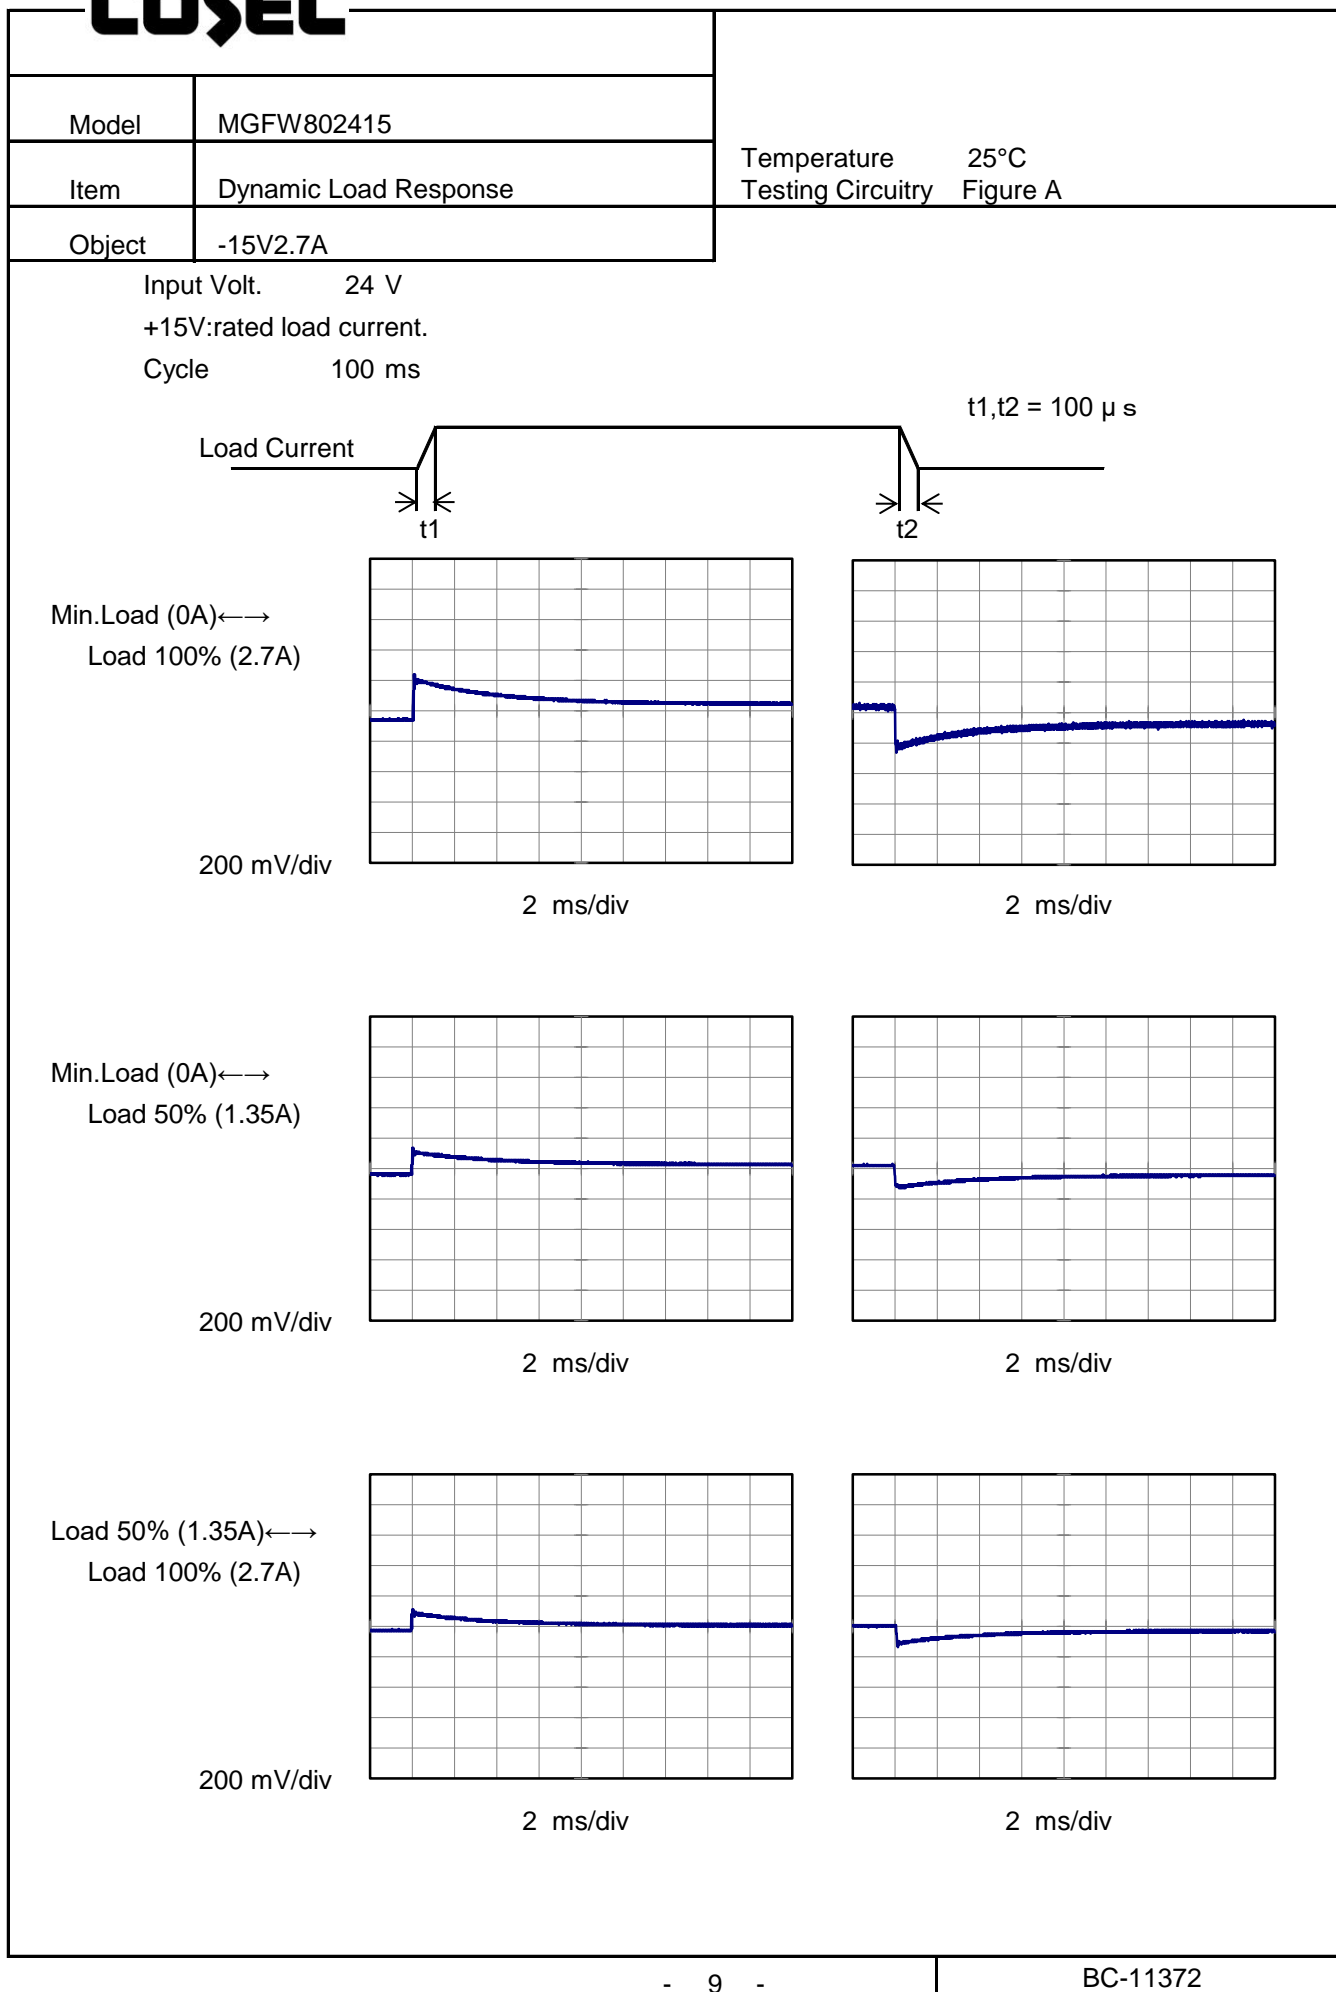 COSEL
Model MGFW802415
Temperature 25°C
Item Dynamic Load Response
Testing Circuitry Figure A
Object -15V2.7A
Input Volt. 24 V
+15V:rated load current.
Cycle 100 ms
t1,t2 = 100 μs
Load Current
t1 t2
Min.Load (0A)←→
Load 100% (2.7A)
200 mV/div
2 ms/div 2 ms/div
Min.Load (0A)←→
Load 50% (1.35A)
200 mV/div
2 ms/div 2 ms/div
Load 50% (1.35A)←→
Load 100% (2.7A)
200 mV/div
2 ms/div 2 ms/div
- 9 - BC-11372